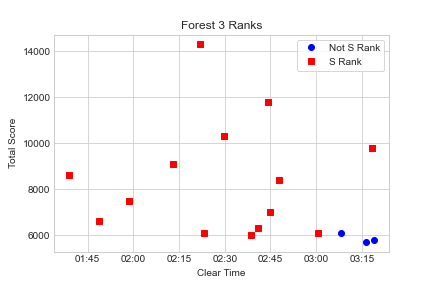 Forest 3 Ranks
Not S Rank
S Rank
Total Score
14000
12000
10000
8000
6000
01:45 02:00 02:15 02:30 02:45 03:00 03:15
Clear Time